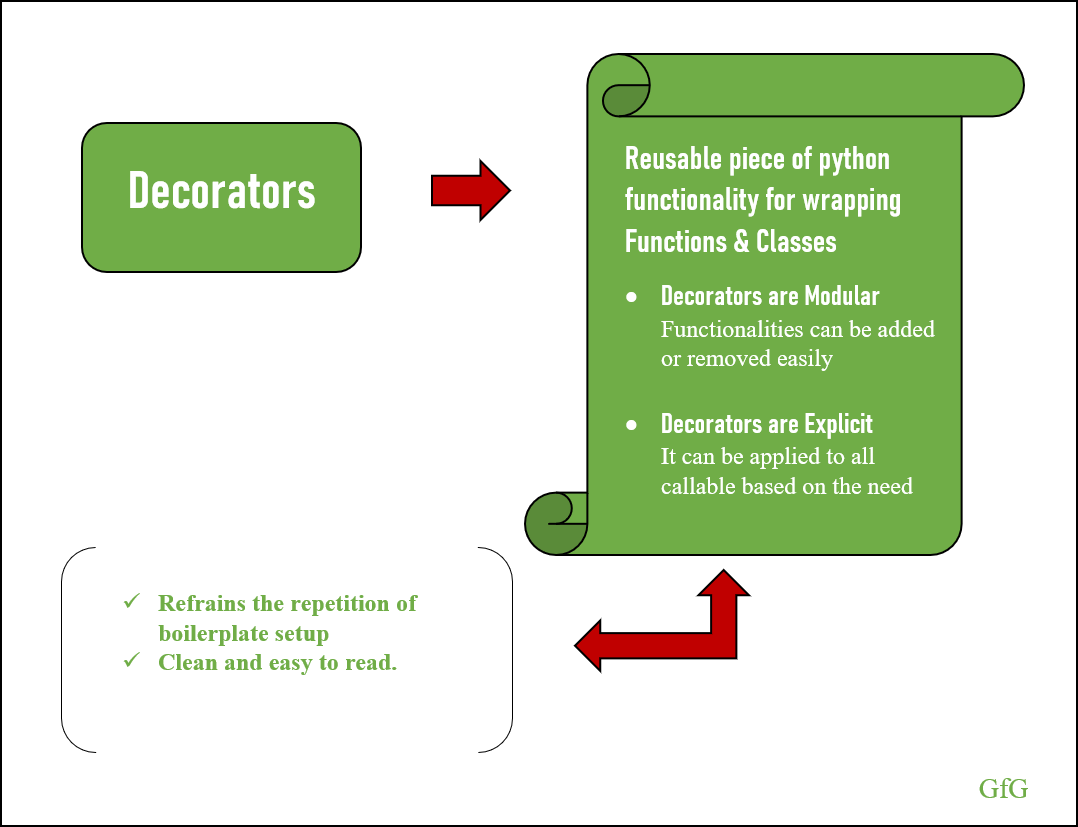 Decorators
Reusable piece of python
functionality for wrapping
Functions & Classes
● Decorators are Modular
Functionalities can be added
or removed easily
● Decorators are Explicit
It can be applied to all
callable based on the need
✓ Refrains the repetition of
boilerplate setup
✓ Clean and easy to read.
GfG